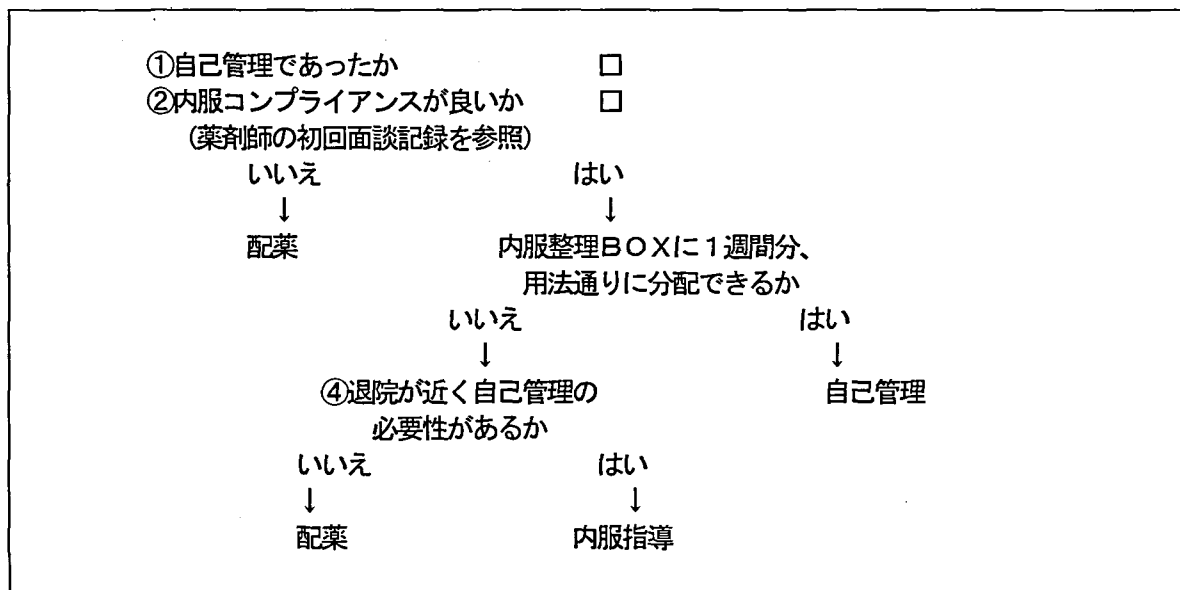 ①自己管理であったか □
②内服コンプライアンスが良いか □
(薬剤師の初回面談記録を参照)
いいえ はい
↓ ↓
配薬 内服整理BOXに1週間分、
用法通りに分配できるか
いいえ はい
↓ ↓
④退院が近く自己管理の 自己管理
必要性があるか
いいえ はい
↓ ↓
配薬 内服指導